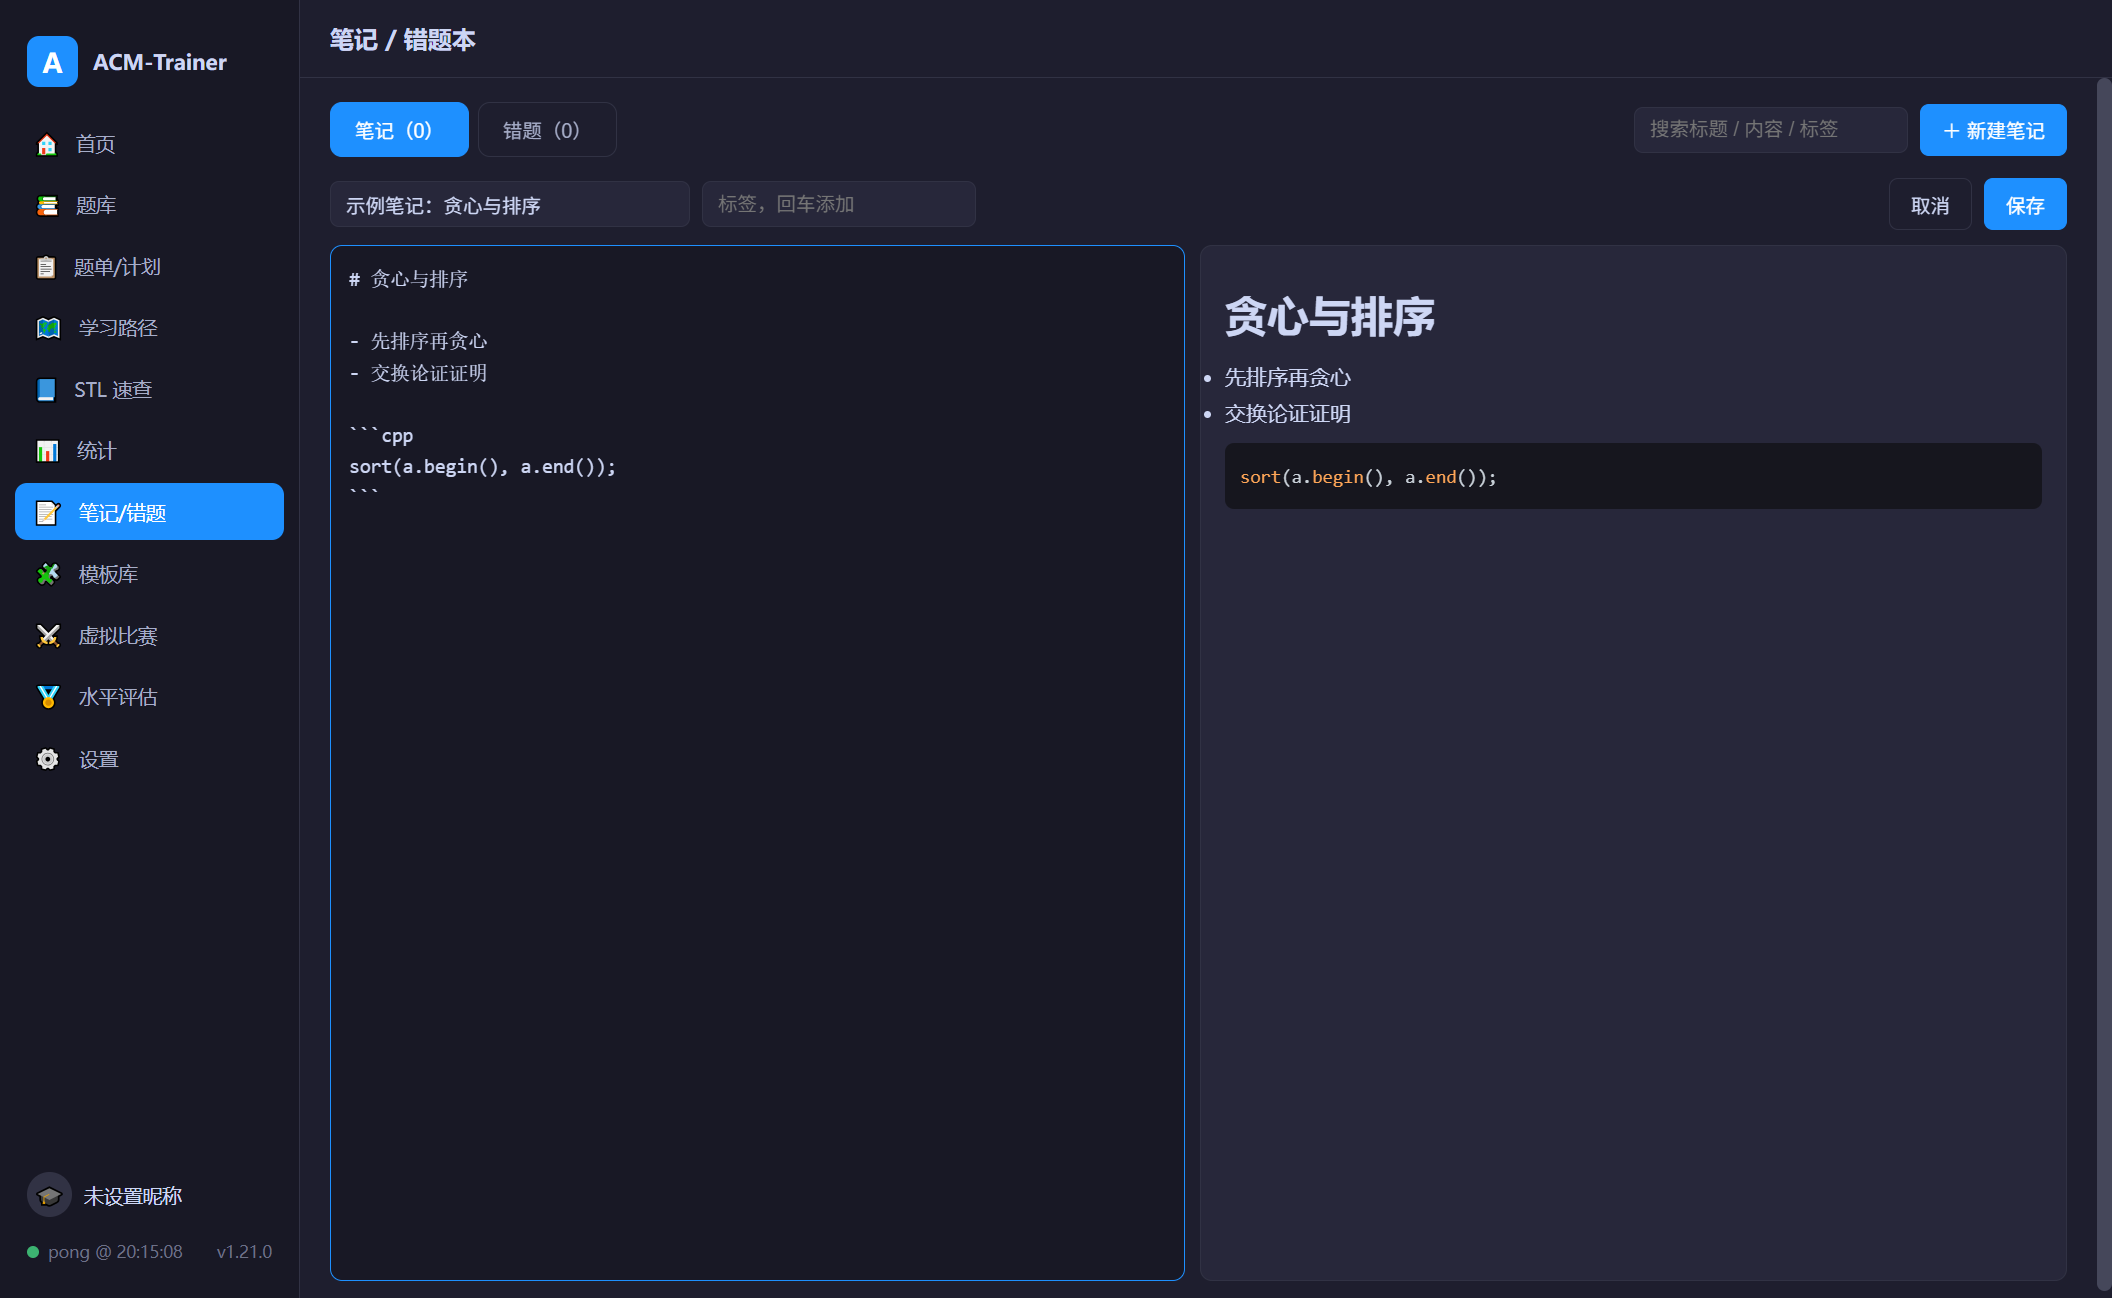 A ACM-Trainer
首页
题库
题单/计划
学习路径
STL 速查
统计
笔记/错题
模板库
虚拟比赛
水平评估
设置
未设置昵称
pong @ 20:15:08 v1.21.0
笔记 / 错题本
笔记（0） 错题（0） 搜索标题 / 内容 / 标签 ＋ 新建笔记
示例笔记：贪心与排序 标签，回车添加 取消 保存
# 贪心与排序
- 先排序再贪心
- 交换论证证明
```cpp
sort(a.begin(), a.end());
```
贪心与排序
• 先排序再贪心
• 交换论证证明
sort(a.begin(), a.end());